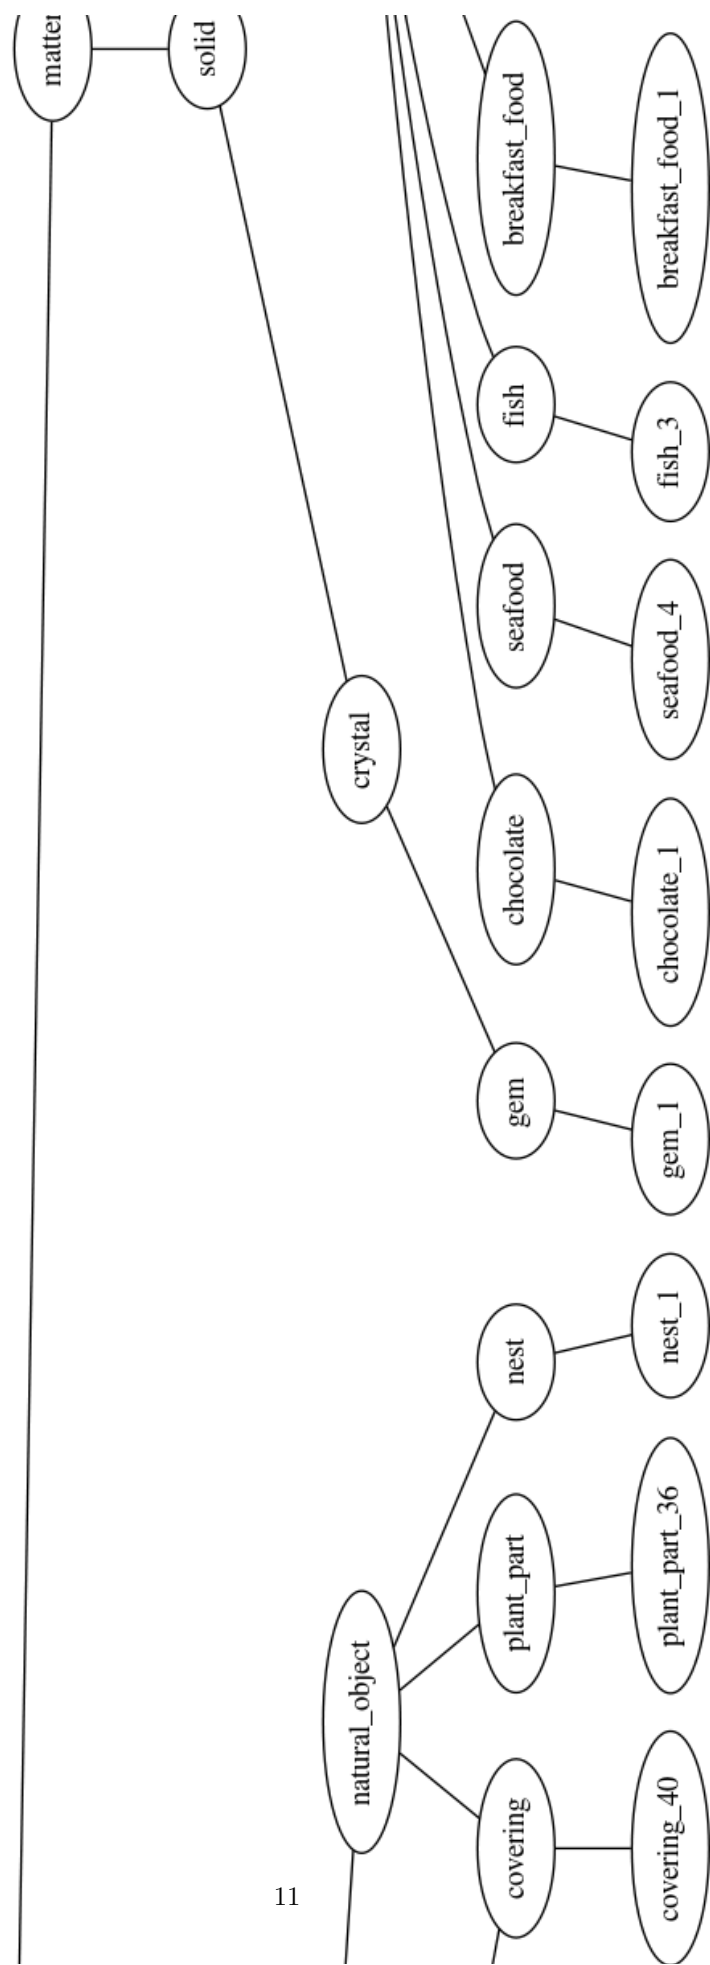 matter
solid
breakfast_food
breakfast_food_1
fish
fish_3
seafood
seafood_4
crystal
chocolate
chocolate_1
gem
gem_1
nest
nest_1
plant_part
plant_part_36
natural_object
covering
covering_40
11